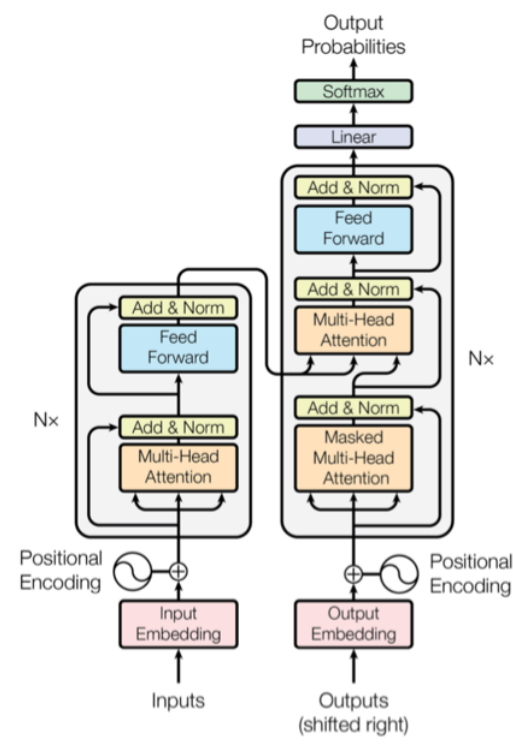 Output
Probabilities
Softmax
Linear
Add & Norm
Feed
Forward
Add & Norm
Multi-Head
Attention
Add & Norm
Masked
Multi-Head
Attention
N×
Positional
Encoding
Output
Embedding
Outputs
(shifted right)
Add & Norm
Feed
Forward
Add & Norm
Multi-Head
Attention
N×
Positional
Encoding
Input
Embedding
Inputs